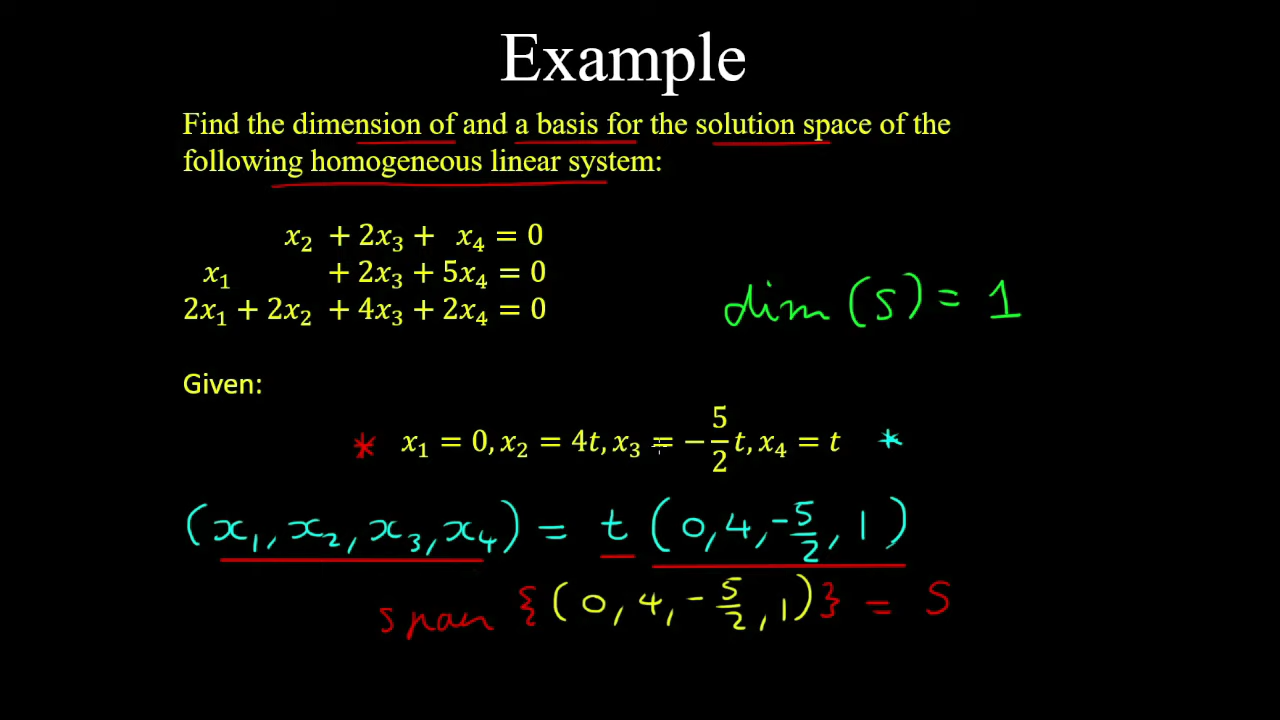 Example
Find the dimension of and a basis for the solution space of the
following homogeneous linear system:
x₂ + 2x₃ + x₄ = 0
x₁ + 2x₃ + 5x₄ = 0
2x₁ + 2x₂ + 4x₃ + 2x₄ = 0
dim (S) = 1
Given:
* x₁ = 0, x₂ = 4t, x₃ = −5/2 t, x₄ = t *
(x₁, x₂, x₃, x₄) = t (0, 4, -5/2, 1)
span {(0, 4, -5/2, 1)} = S